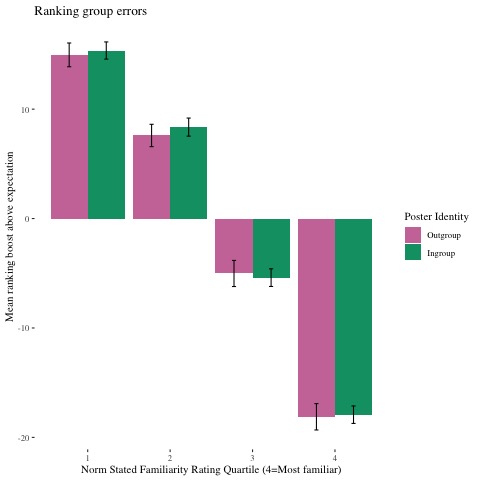 Ranking group errors
Mean ranking boost above expectation
10
0
-10
-20
1 2 3 4
Norm Stated Familiarity Rating Quartile (4=Most familiar)
Poster Identity
Outgroup
Ingroup